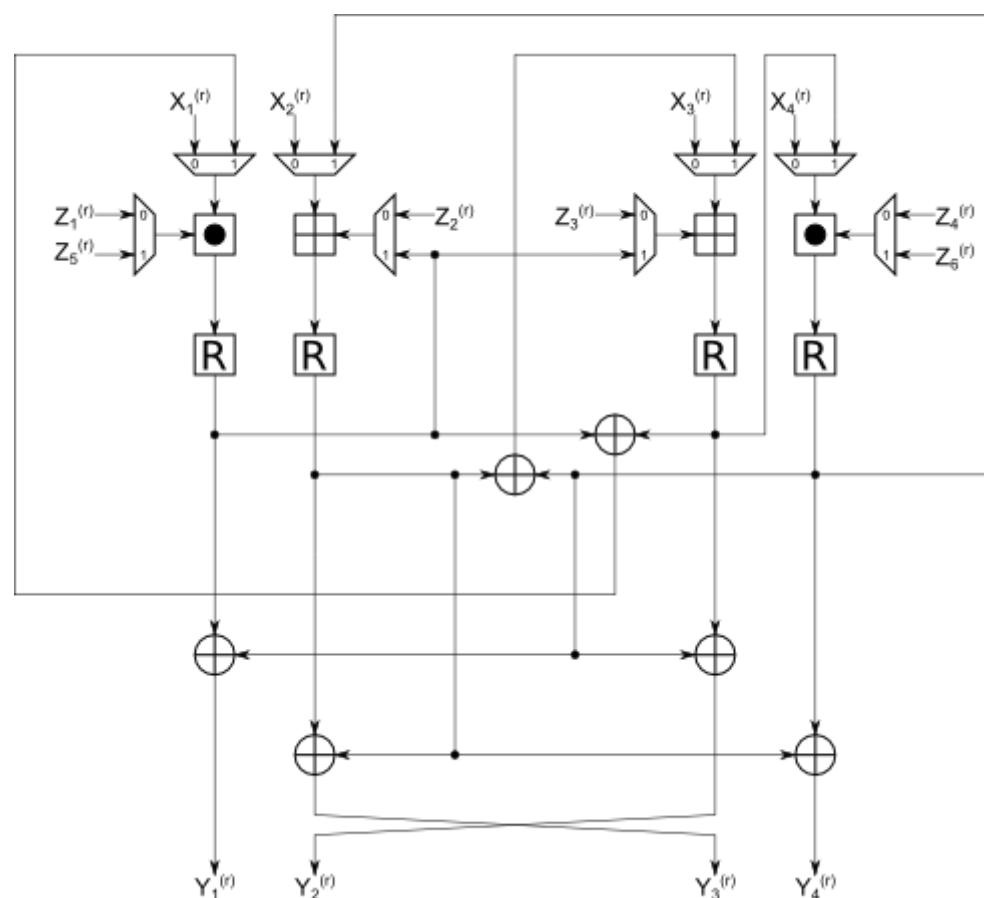 X₁⁽ʳ⁾ X₂⁽ʳ⁾ X₃⁽ʳ⁾ X₄⁽ʳ⁾
0 1 0 1 0 1 0 1
Z₁⁽ʳ⁾ 0 0 Z₂⁽ʳ⁾ Z₃⁽ʳ⁾ 0 0 Z₄⁽ʳ⁾
Z₅⁽ʳ⁾ 1 1 1 1 Z₆⁽ʳ⁾
R R R R
Y₁⁽ʳ⁾ Y₂⁽ʳ⁾ Y₃⁽ʳ⁾ Y₄⁽ʳ⁾